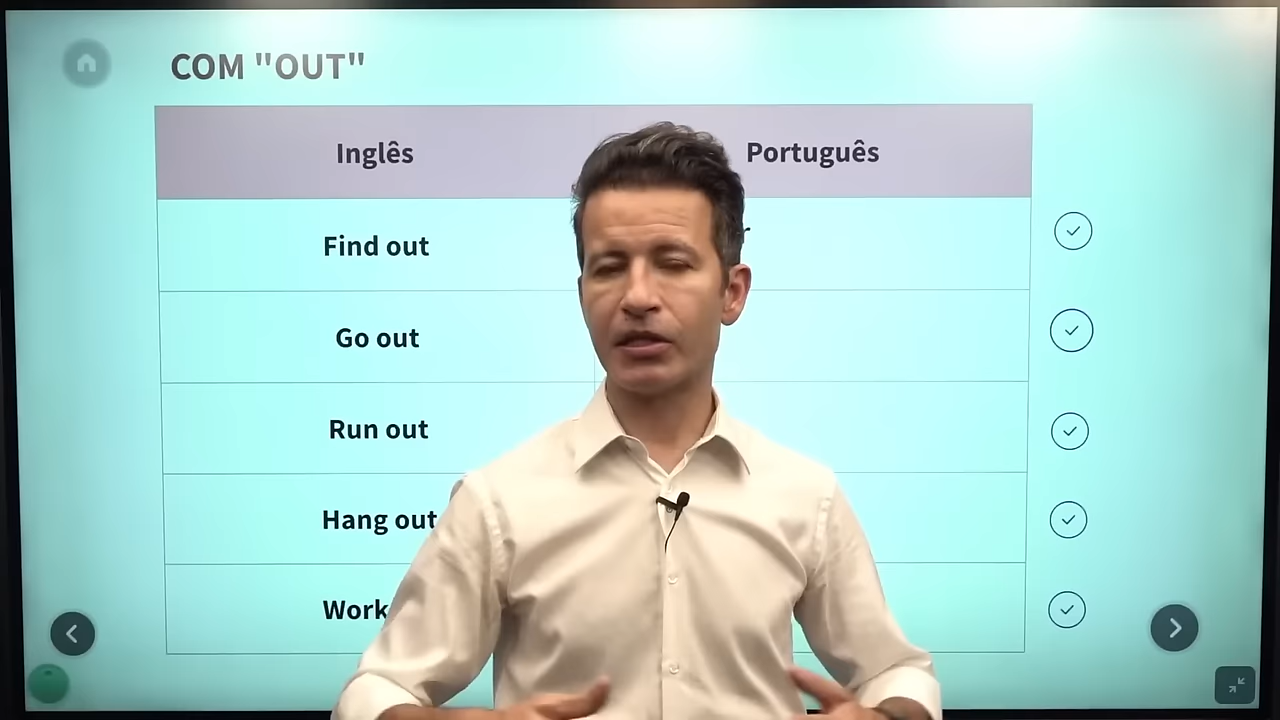 COM "OUT"
Inglês Português
Find out
Go out
Run out
Hang out
Work